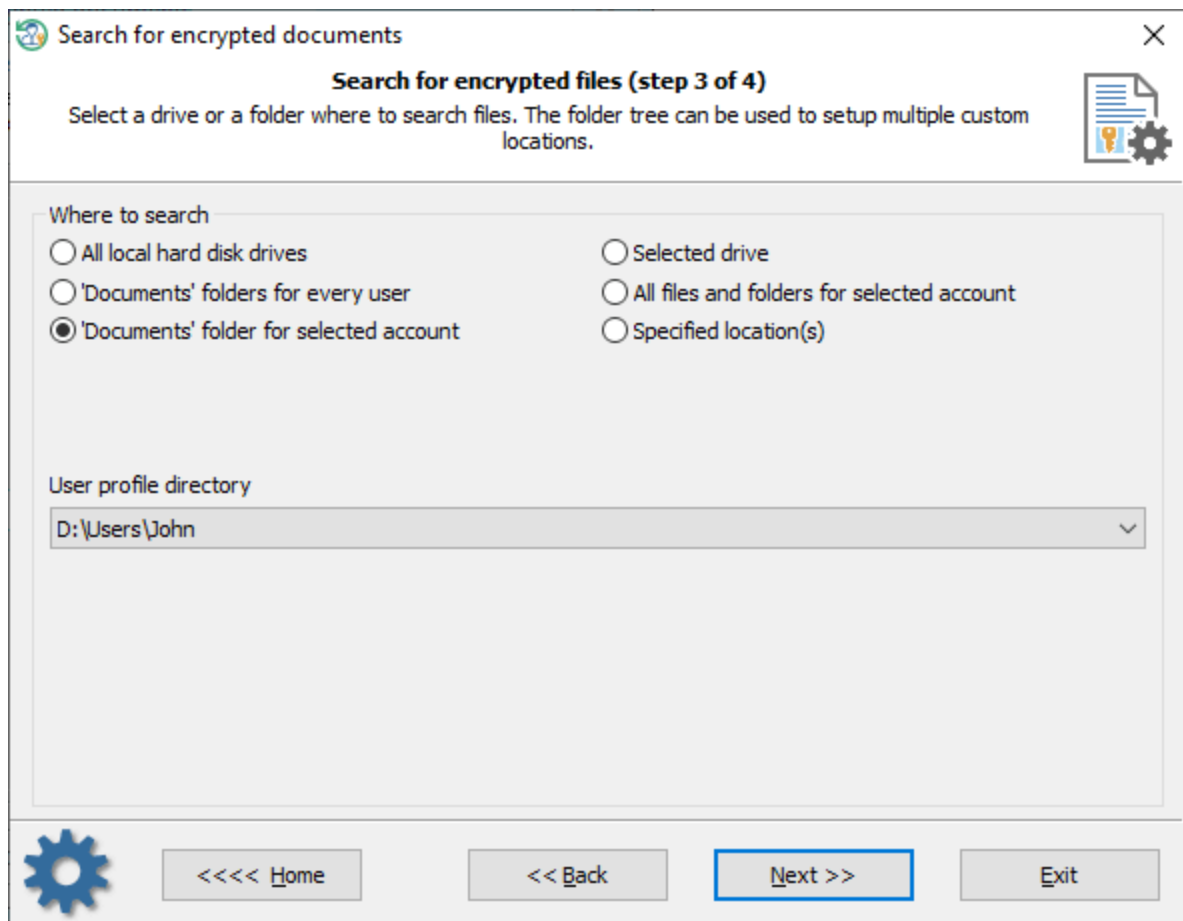 Search for encrypted documents
Search for encrypted files (step 3 of 4)
Select a drive or a folder where to search files. The folder tree can be used to setup multiple custom
locations.
Where to search
All local hard disk drives
Selected drive
'Documents' folders for every user
All files and folders for selected account
'Documents' folder for selected account
Specified location(s)
User profile directory
D:\Users\John
<<<< Home
<< Back
Next >>
Exit